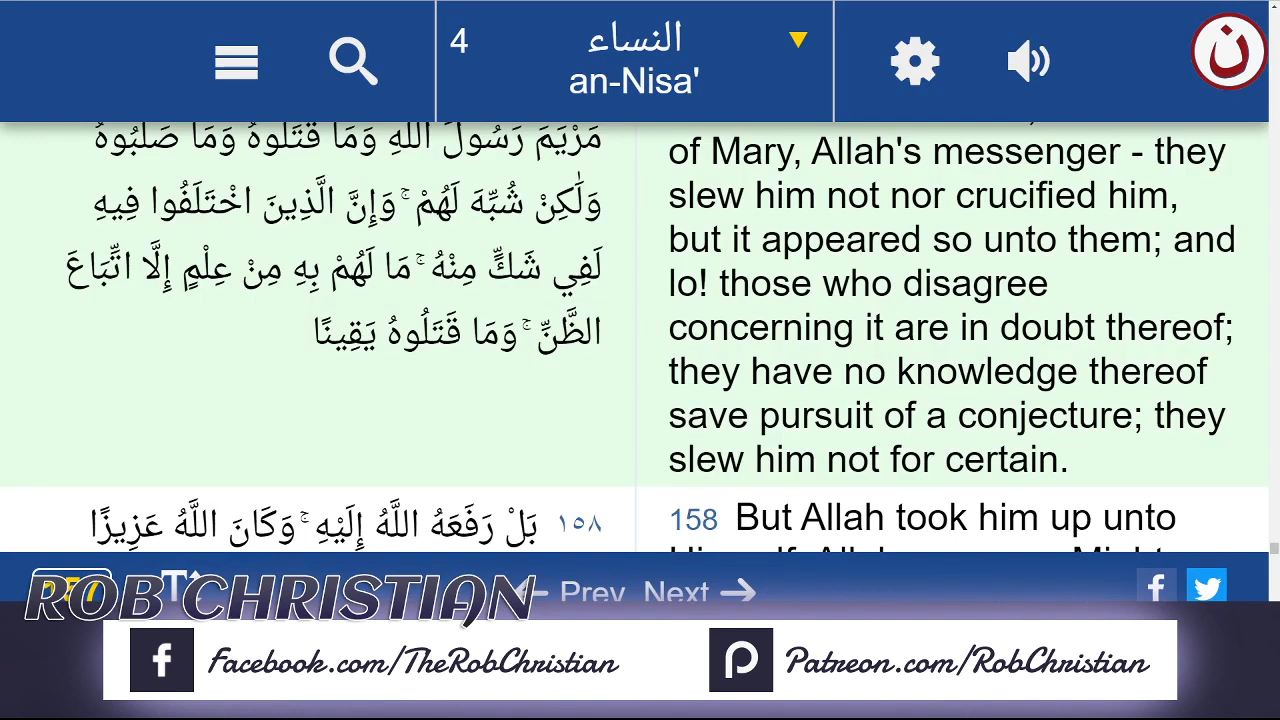 4
النساء
an-Nisa'
ن
مَرْيَمَ رَسُولَ اللَّهِ وَمَا قَتَلُوهُ وَمَا صَلَبُوهُ
وَلَٰكِنْ شُبِّهَ لَهُمْ ۚ وَإِنَّ الَّذِينَ اخْتَلَفُوا فِيهِ
لَفِي شَكٍّ مِنْهُ ۚ مَا لَهُمْ بِهِ مِنْ عِلْمٍ إِلَّا اتِّبَاعَ
الظَّنِّ ۚ وَمَا قَتَلُوهُ يَقِينًا
of Mary, Allah's messenger - they
slew him not nor crucified him,
but it appeared so unto them; and
lo! those who disagree
concerning it are in doubt thereof;
they have no knowledge thereof
save pursuit of a conjecture; they
slew him not for certain.
١٥٨ بَلْ رَفَعَهُ اللَّهُ إِلَيْهِ ۚ وَكَانَ اللَّهُ عَزِيزًا
158 But Allah took him up unto
Prev Next
ROB CHRISTIAN
Facebook.com/TheRobChristian
Patreon.com/RobChristian